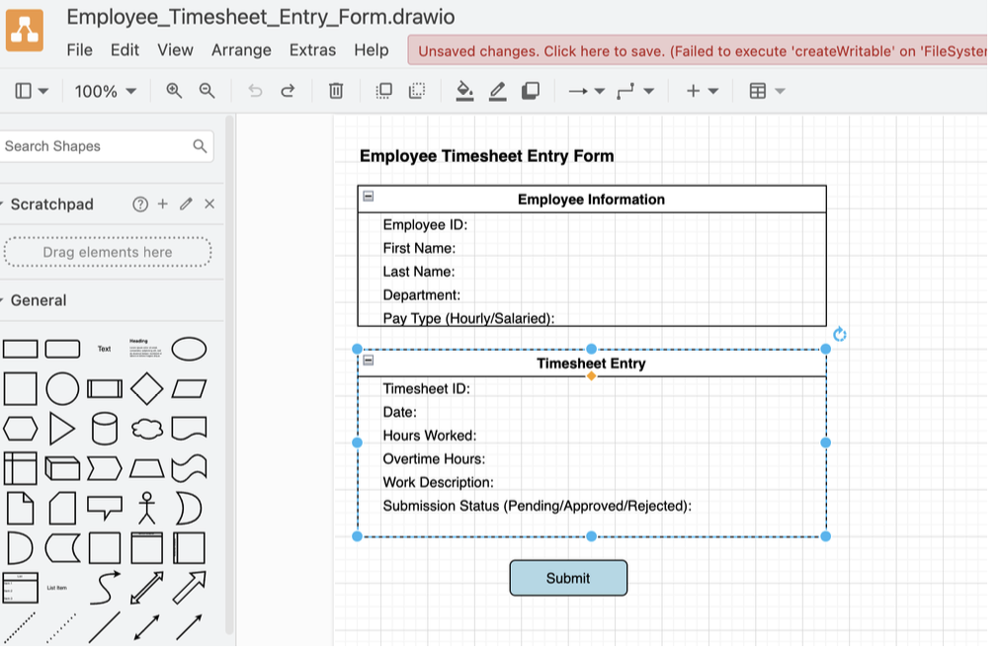 Employee_Timesheet_Entry_Form.drawio
File Edit View Arrange Extras Help
Unsaved changes. Click here to save. (Failed to execute 'createWritable' on 'FileSyster
100%
Search Shapes
Scratchpad
Drag elements here
General
Text
Heading
List Item
Employee Timesheet Entry Form
Employee Information
Employee ID:
First Name:
Last Name:
Department:
Pay Type (Hourly/Salaried):
Timesheet Entry
Timesheet ID:
Date:
Hours Worked:
Overtime Hours:
Work Description:
Submission Status (Pending/Approved/Rejected):
Submit